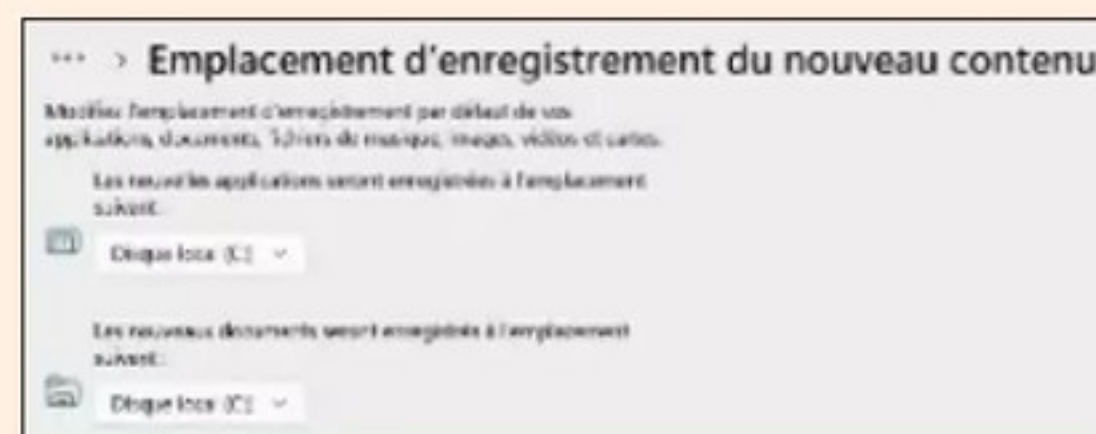 ... > Emplacement d'enregistrement du nouveau contenu
Modifiez l'emplacement d'enregistrement par défaut de vos
applications, documents, fichiers de musique, images, vidéos et cartes.
Les nouvelles applications seront enregistrées à l'emplacement
suivant :
Disque local (C:)
Les nouveaux documents seront enregistrés à l'emplacement
suivant :
Disque local (C:)